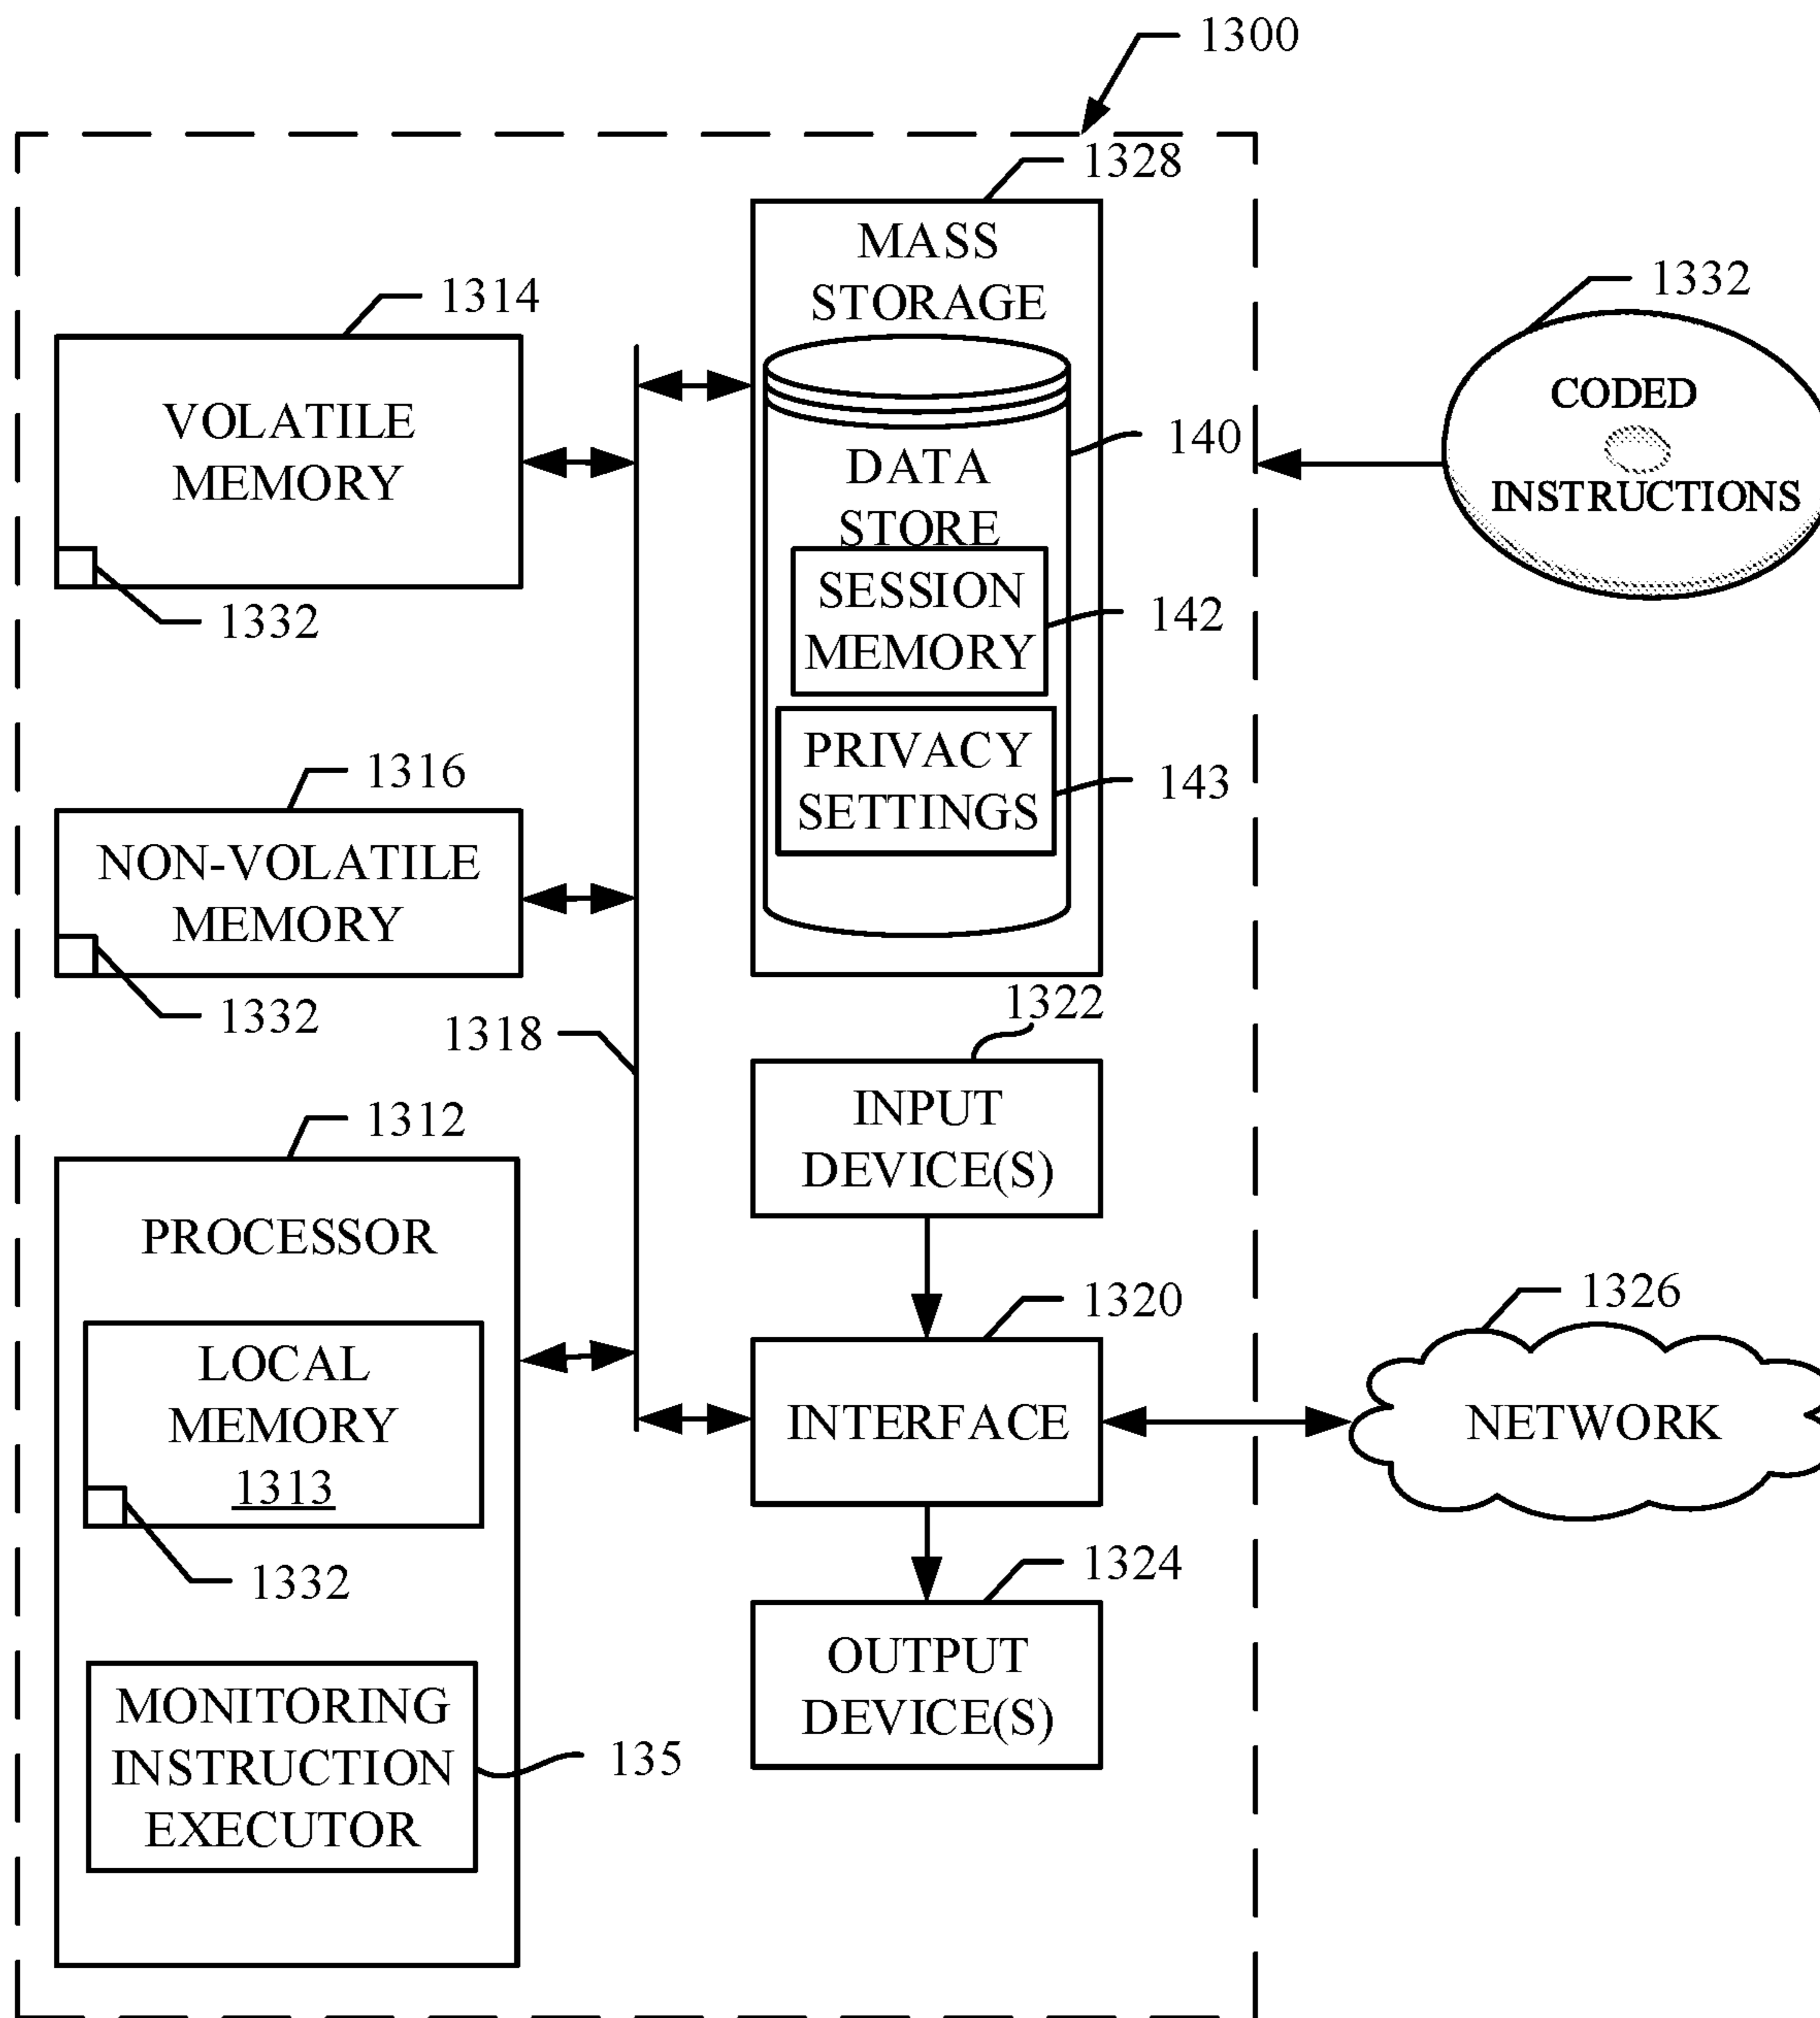 1300
1328
MASS
STORAGE
1314
VOLATILE
MEMORY
1332
DATA
STORE
140
SESSION
MEMORY
142
PRIVACY
SETTINGS
143
1332
CODED
INSTRUCTIONS
1316
NON-VOLATILE
MEMORY
1332
1318
1322
INPUT
DEVICE(S)
1312
PROCESSOR
LOCAL
MEMORY
1313
1332
1320
INTERFACE
1326
NETWORK
1324
OUTPUT
DEVICE(S)
MONITORING
INSTRUCTION
EXECUTOR
135